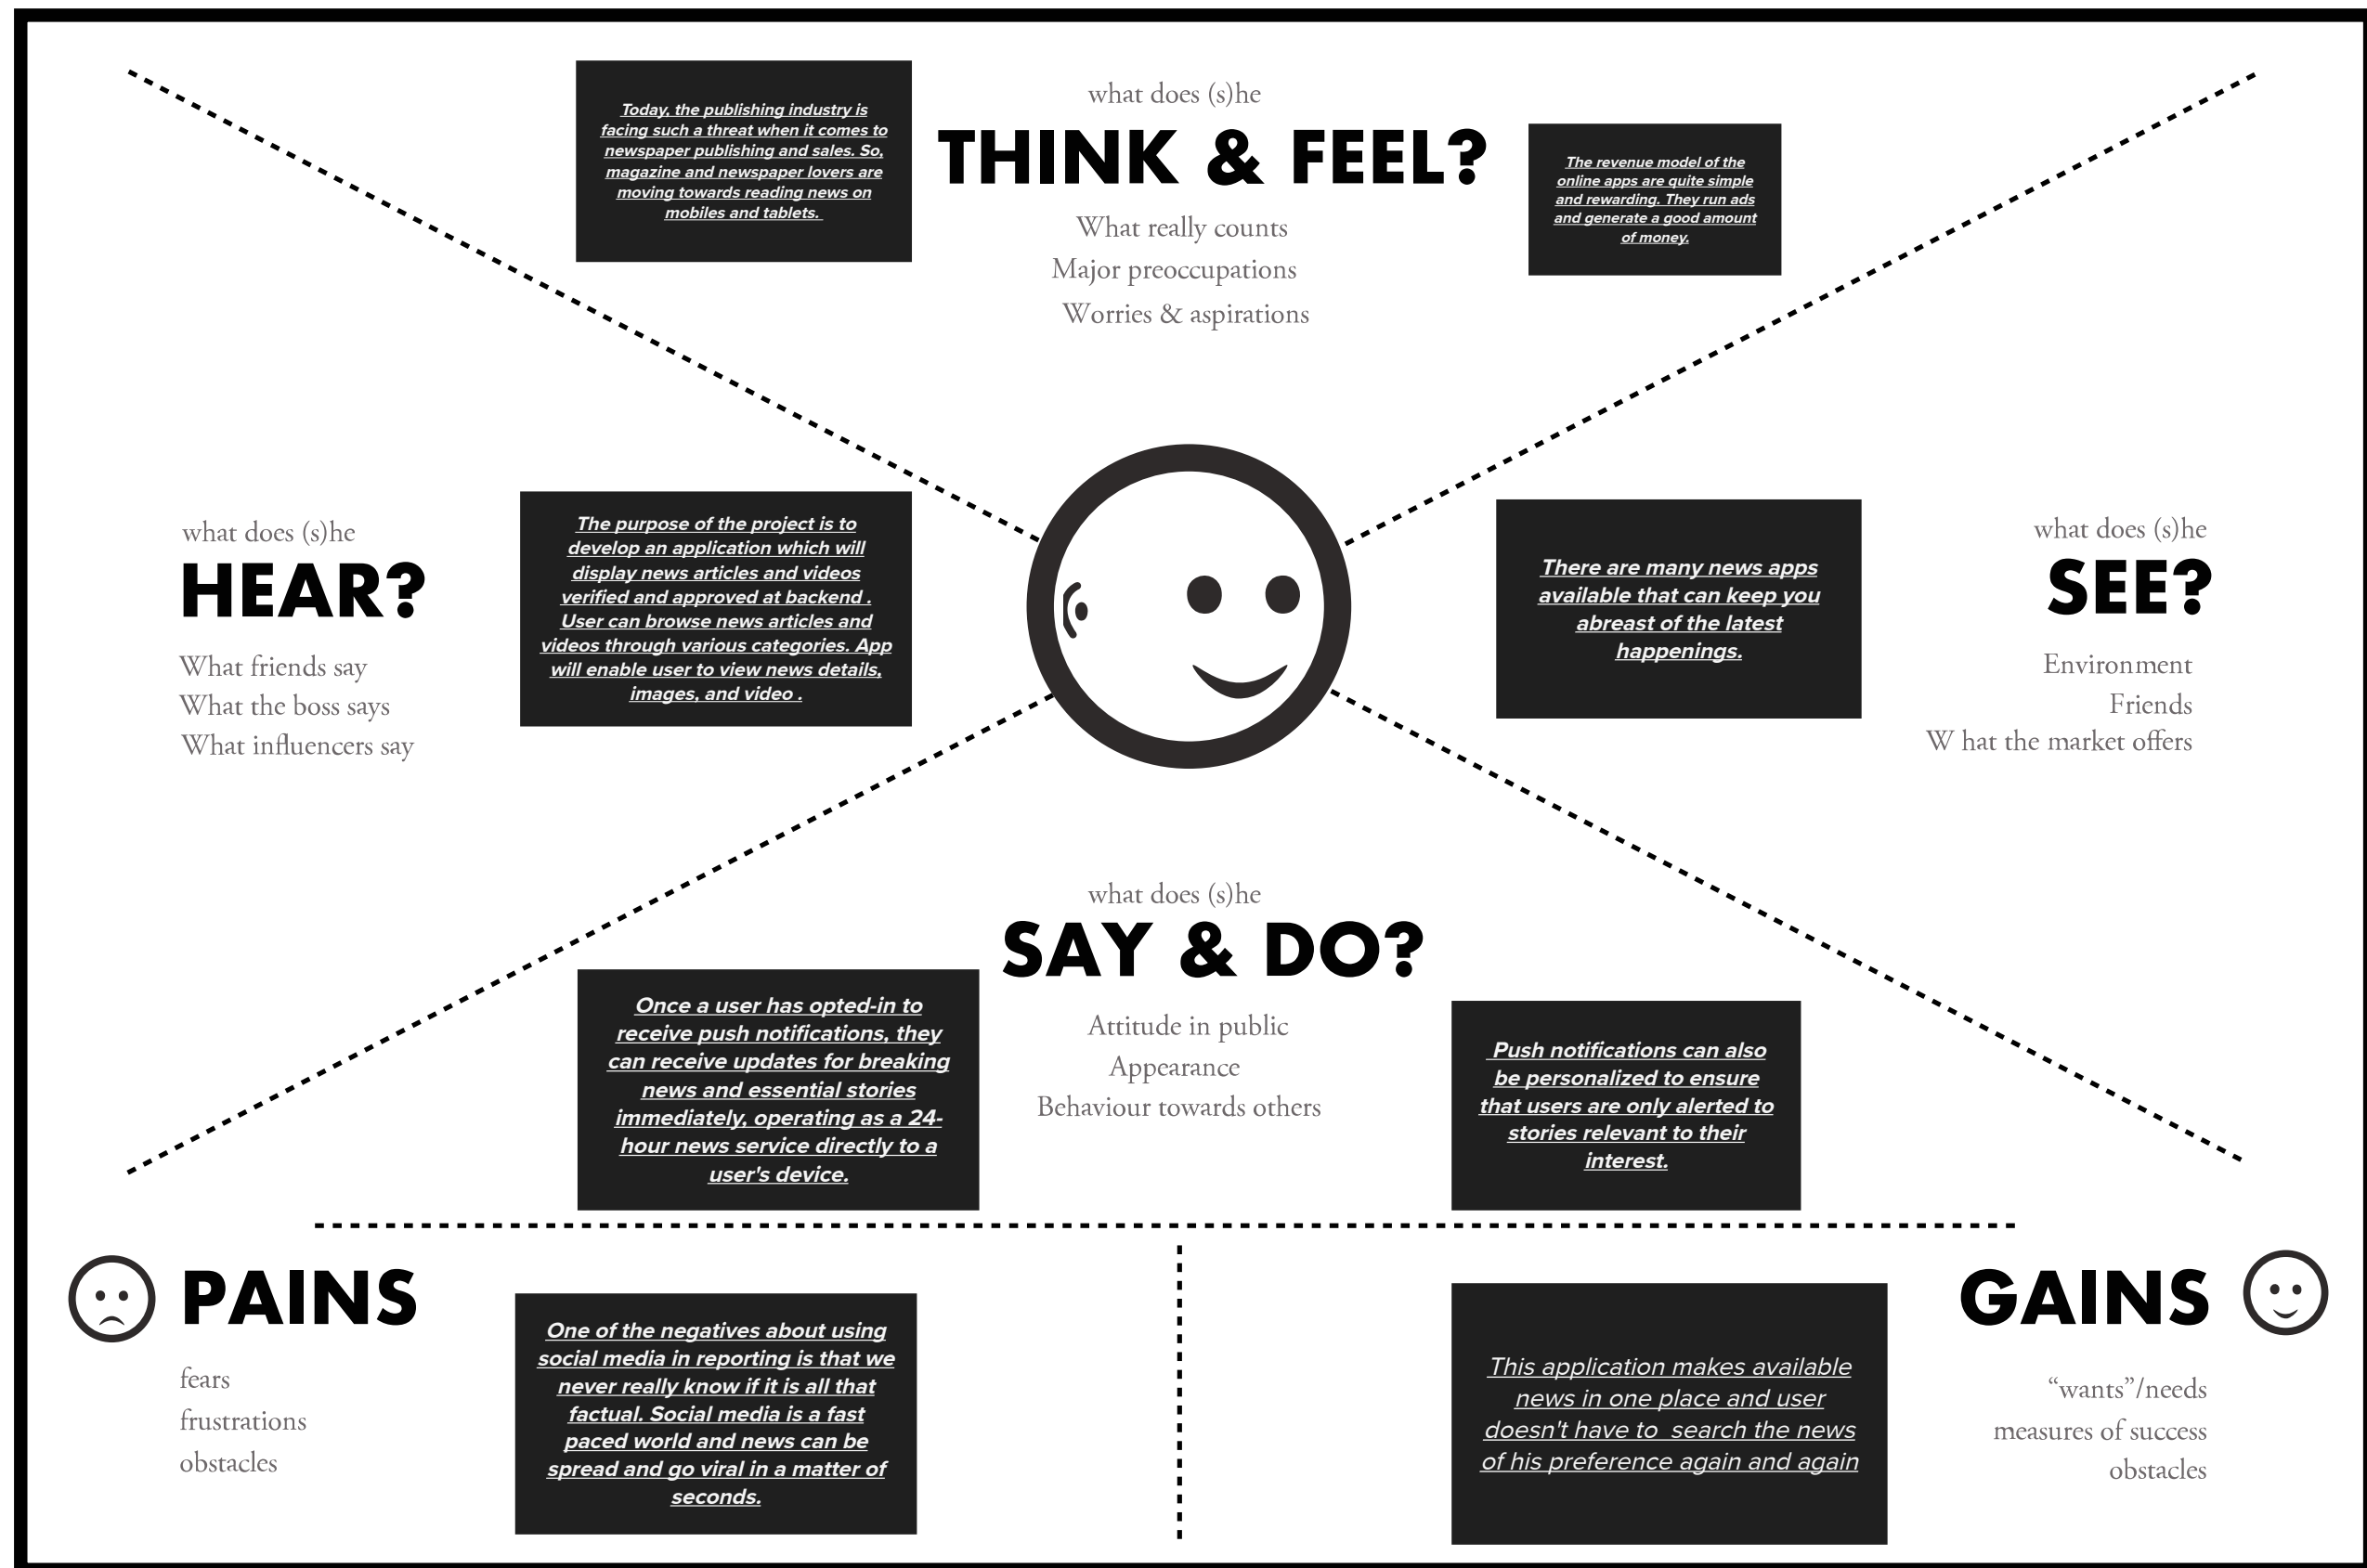 Today, the publishing industry is
facing such a threat when it comes to
newspaper publishing and sales. So,
magazine and newspaper lovers are
moving towards reading news on
mobiles and tablets.
what does (s)he
THINK & FEEL?
What really counts
Major preoccupations
Worries & aspirations
The revenue model of the
online apps are quite simple
and rewarding. They run ads
and generate a good amount
of money.
what does (s)he
HEAR?
What friends say
What the boss says
What influencers say
The purpose of the project is to
develop an application which will
display news articles and videos
verified and approved at backend .
User can browse news articles and
videos through various categories. App
will enable user to view news details,
images, and video .
There are many news apps
available that can keep you
abreast of the latest
happenings.
what does (s)he
SEE?
Environment
Friends
W hat the market offers
what does (s)he
SAY & DO?
Attitude in public
Appearance
Behaviour towards others
Once a user has opted-in to
receive push notifications, they
can receive updates for breaking
news and essential stories
immediately, operating as a 24-
hour news service directly to a
user's device.
Push notifications can also
be personalized to ensure
that users are only alerted to
stories relevant to their
interest.
PAINS
fears
frustrations
obstacles
One of the negatives about using
social media in reporting is that we
never really know if it is all that
factual. Social media is a fast
paced world and news can be
spread and go viral in a matter of
seconds.
This application makes available
news in one place and user
doesn't have to  search the news
of his preference again and again
GAINS
“wants”/needs
measures of success
obstacles